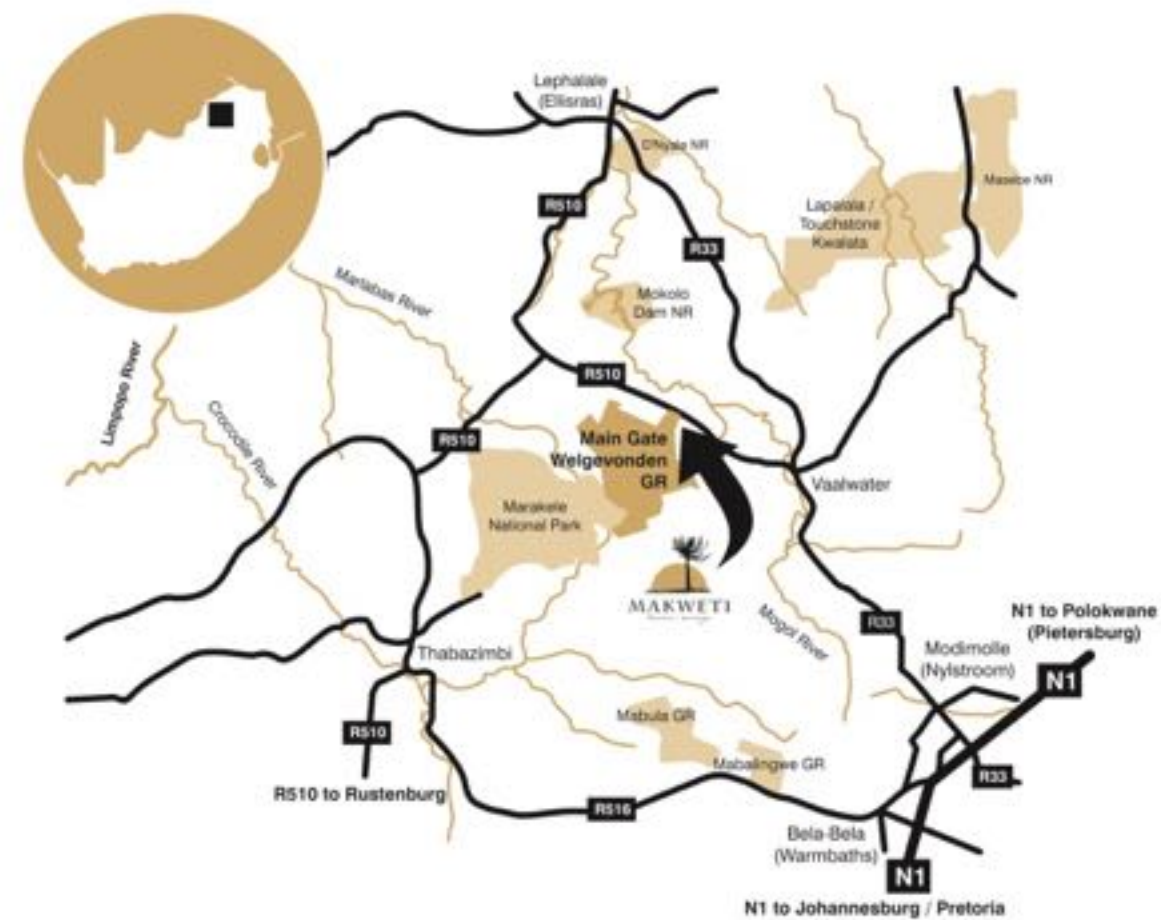 Lephalale
(Ellisras)
D'Nyala NR
Masebe NR
R510
Lapalala /
Touchstone
Kwalata
R33
Marlabas River
Mokolo
Dam NR
Limpopo River
R510
Crocodile River
R510
Main Gate
Welgevonden
GR
Vaalwater
Marakele
National Park
MAKWETI
Mogol River
R33
N1 to Polokwane
(Pietersburg)
Modimolle
(Nylstroom)
Thabazimbi
N1
Mabula GR
R510
Mabalingwe GR
R33
R510 to Rustenburg
R516
Bela-Bela
(Warmbaths)
N1
N1 to Johannesburg / Pretoria